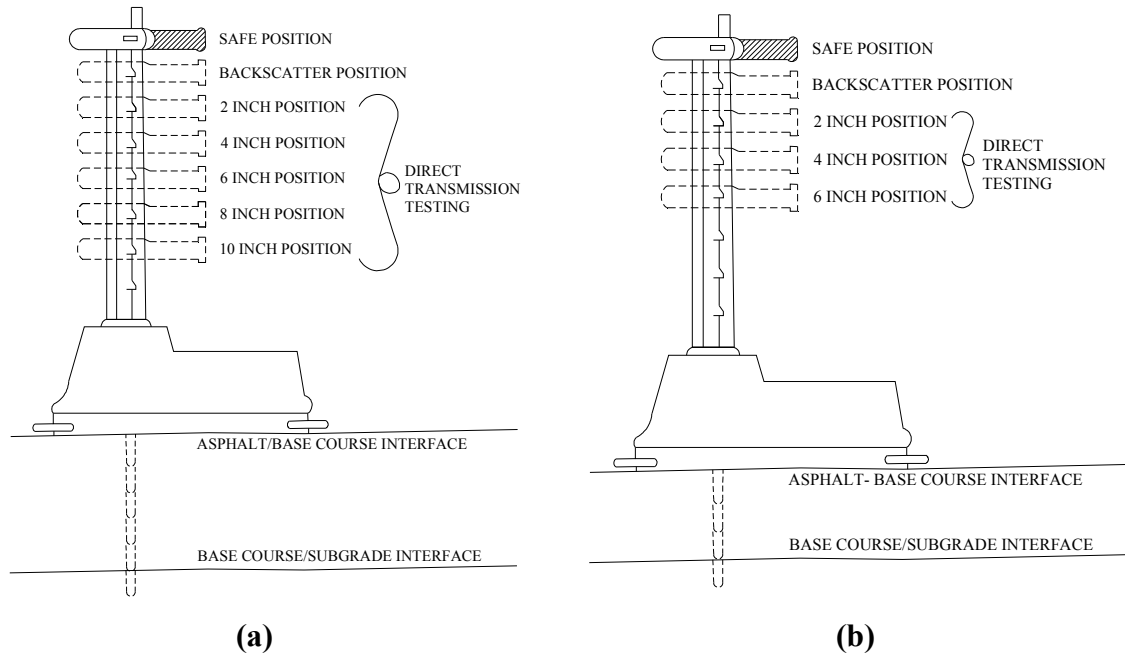 SAFE POSITION
BACKSCATTER POSITION
2 INCH POSITION
4 INCH POSITION
6 INCH POSITION
8 INCH POSITION
10 INCH POSITION
DIRECT
TRANSMISSION
TESTING
ASPHALT/BASE COURSE INTERFACE
BASE COURSE/SUBGRADE INTERFACE
(a)
SAFE POSITION
BACKSCATTER POSITION
2 INCH POSITION
4 INCH POSITION
6 INCH POSITION
DIRECT
TRANSMISSION
TESTING
ASPHALT- BASE COURSE INTERFACE
BASE COURSE/SUBGRADE INTERFACE
(b)